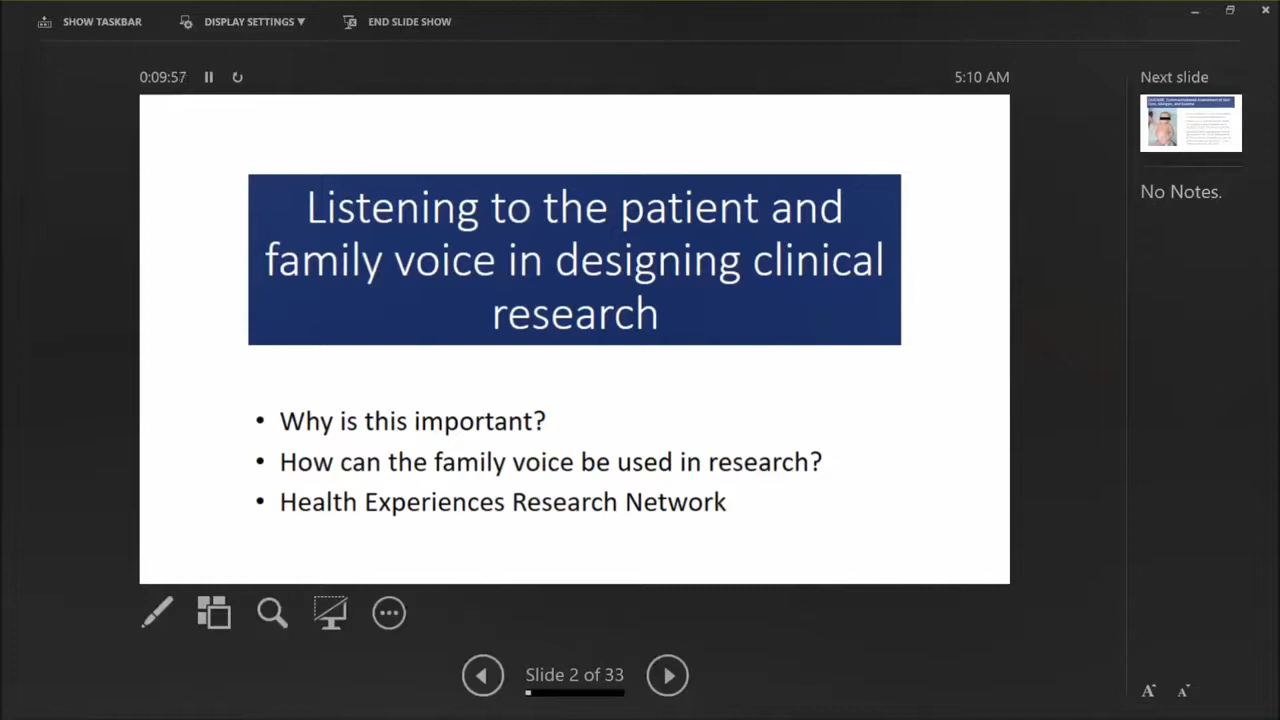 SHOW TASKBAR
DISPLAY SETTINGS ▼
END SLIDE SHOW
0:09:57
5:10 AM
Next slide
Listening to the patient and
family voice in designing clinical
research
• Why is this important?
• How can the family voice be used in research?
• Health Experiences Research Network
No Notes.
Slide 2 of 33
A
A